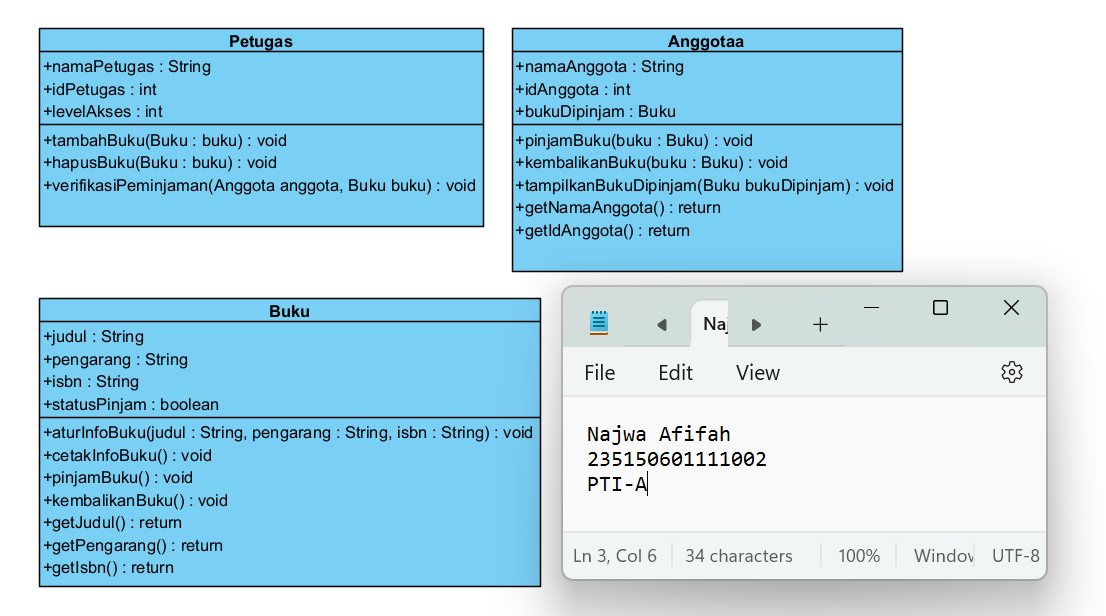 Petugas
+namaPetugas : String
+idPetugas : int
+levelAkses : int
+tambahBuku(Buku : buku) : void
+hapusBuku(Buku : buku) : void
+verifikasiPeminjaman(Anggota anggota, Buku buku) : void
Anggotaa
+namaAnggota : String
+idAnggota : int
+bukuDipinjam : Buku
+pinjamBuku(buku : Buku) : void
+kembalikanBuku(buku : Buku) : void
+tampilkanBukuDipinjam(Buku bukuDipinjam) : void
+getNamaAnggota() : return
+getIdAnggota() : return
Buku
+judul : String
+pengarang : String
+isbn : String
+statusPinjam : boolean
+aturInfoBuku(judul : String, pengarang : String, isbn : String) : void
+cetakInfoBuku() : void
+pinjamBuku() : void
+kembalikanBuku() : void
+getJudul() : return
+getPengarang() : return
+getIsbn() : return
Naj
File Edit View
Najwa Afifah
235150601111002
PTI-A
Ln 3, Col 6 34 characters 100% Window UTF-8